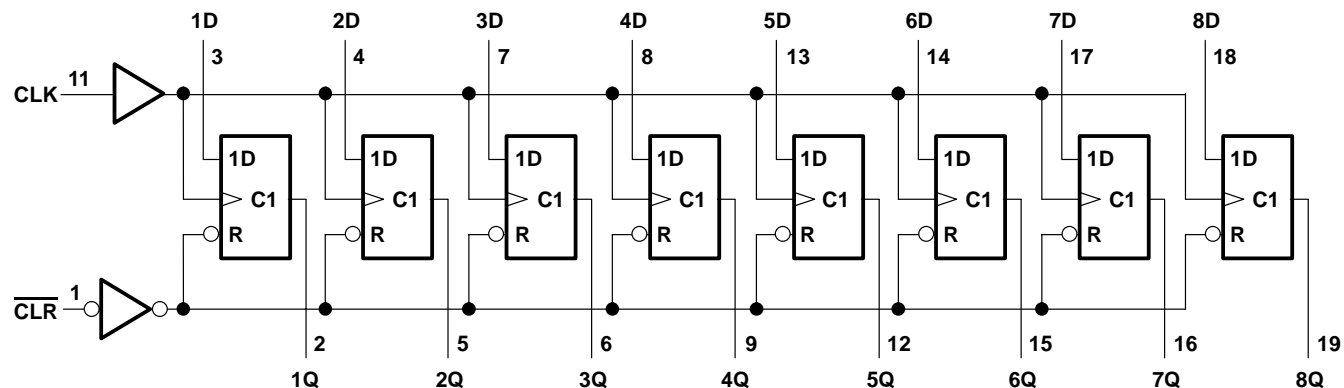 1D 2D 3D 4D 5D 6D 7D 8D
3 4 7 8 13 14 17 18
CLK 11
1D 1D 1D 1D 1D 1D 1D 1D
C1 C1 C1 C1 C1 C1 C1 C1
R R R R R R R R
CLR 1
2 5 6 9 12 15 16 19
1Q 2Q 3Q 4Q 5Q 6Q 7Q 8Q